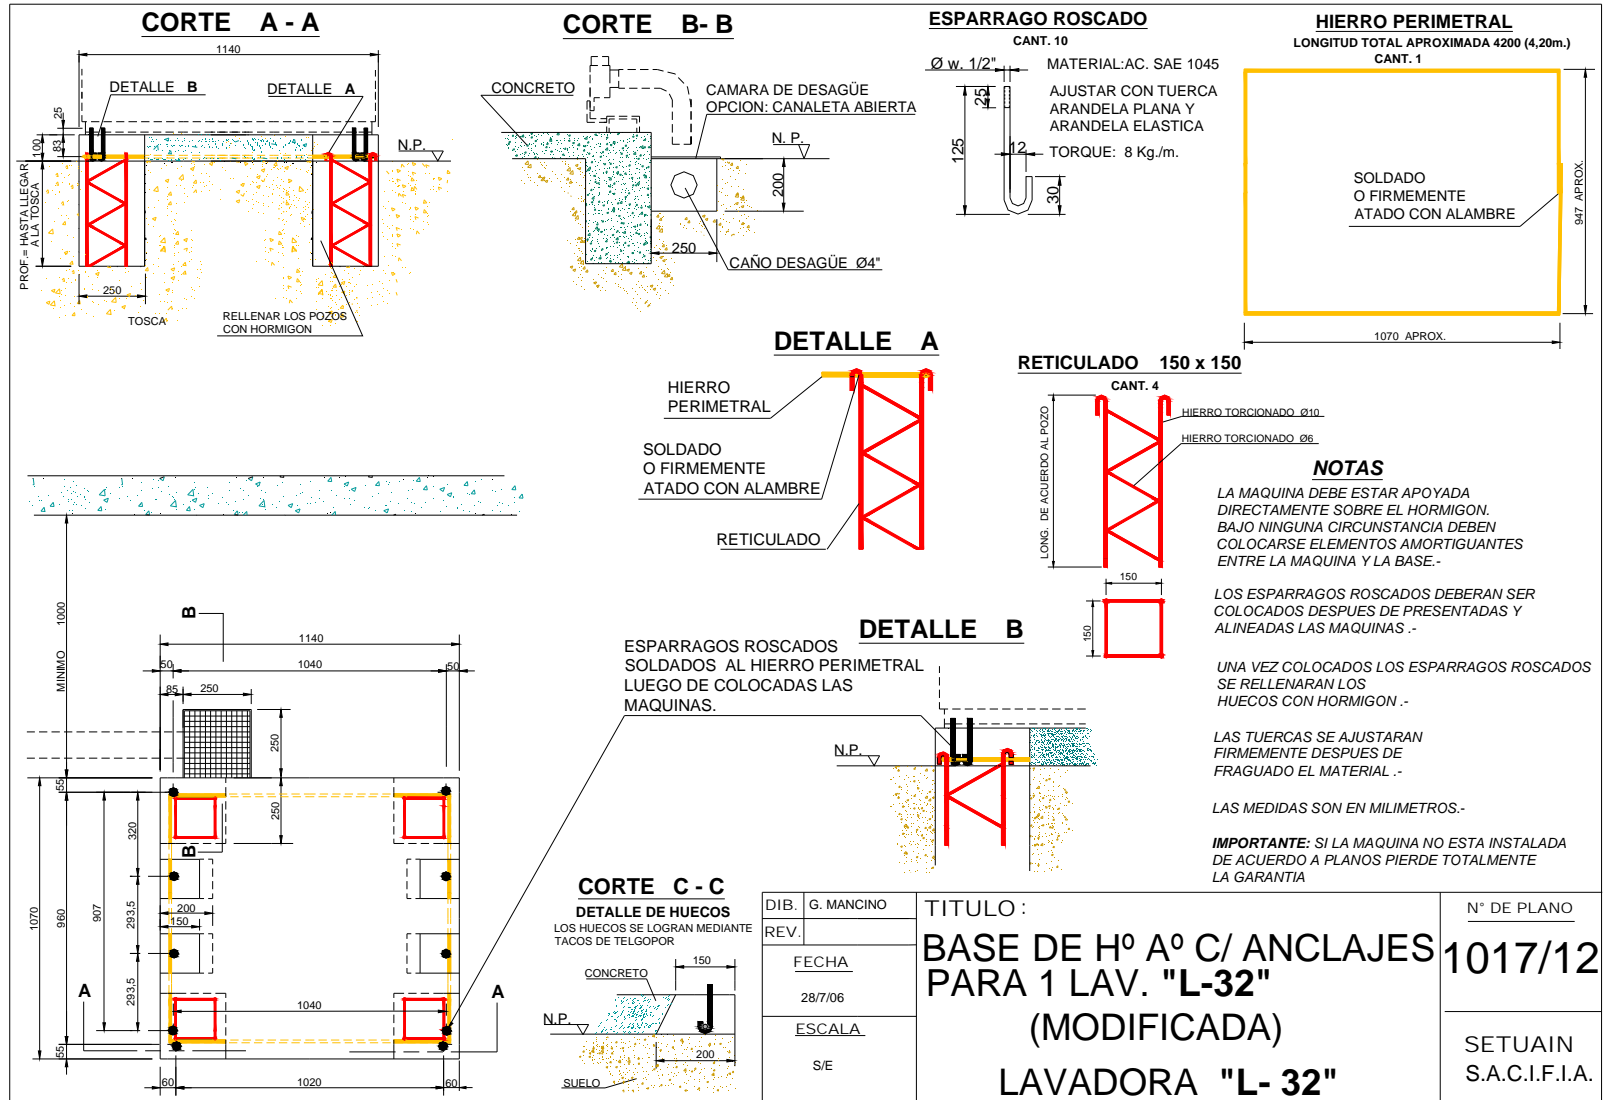 CORTE A - A
1140
DETALLE B
DETALLE A
25
100
83
N.P.
PROF.= HASTA LLEGAR
A LA TOSCA
250
TOSCA
RELLENAR LOS POZOS
CON HORMIGON
CORTE B- B
CONCRETO
CAMARA DE DESAGÜE
OPCION: CANALETA ABIERTA
N. P.
200
250
CAÑO DESAGÜE Ø4"
ESPARRAGO ROSCADO
CANT. 10
Ø w. 1/2"
MATERIAL:AC. SAE 1045
25
AJUSTAR CON TUERCA
ARANDELA PLANA Y
ARANDELA ELASTICA
125
12
TORQUE: 8 Kg./m.
30
HIERRO PERIMETRAL
LONGITUD TOTAL APROXIMADA 4200 (4,20m.)
CANT. 1
SOLDADO
O FIRMEMENTE
ATADO CON ALAMBRE
947 APROX.
1070 APROX.
DETALLE A
HIERRO
PERIMETRAL
SOLDADO
O FIRMEMENTE
ATADO CON ALAMBRE
RETICULADO
RETICULADO 150 x 150
CANT. 4
LONG. DE ACUERDO AL POZO
HIERRO TORCIONADO Ø10
HIERRO TORCIONADO Ø6
150
150
NOTAS
LA MAQUINA DEBE ESTAR APOYADA
DIRECTAMENTE SOBRE EL HORMIGON.
BAJO NINGUNA CIRCUNSTANCIA DEBEN
COLOCARSE ELEMENTOS AMORTIGUANTES
ENTRE LA MAQUINA Y LA BASE.-
LOS ESPARRAGOS ROSCADOS DEBERAN SER
COLOCADOS DESPUES DE PRESENTADAS Y
ALINEADAS LAS MAQUINAS .-
UNA VEZ COLOCADOS LOS ESPARRAGOS ROSCADOS
SE RELLENARAN LOS
HUECOS CON HORMIGON .-
LAS TUERCAS SE AJUSTARAN
FIRMEMENTE DESPUES DE
FRAGUADO EL MATERIAL .-
LAS MEDIDAS SON EN MILIMETROS.-
IMPORTANTE: SI LA MAQUINA NO ESTA INSTALADA
DE ACUERDO A PLANOS PIERDE TOTALMENTE
LA GARANTIA
MINIMO 1000
B
1140
50
1040
50
85
250
250
55
250
320
B
1070
960
907
293,5
200
150
293,5
A
A
1040
55
60
1020
60
ESPARRAGOS ROSCADOS
SOLDADOS AL HIERRO PERIMETRAL
LUEGO DE COLOCADAS LAS
MAQUINAS.
DETALLE B
N.P.
CORTE C - C
DETALLE DE HUECOS
LOS HUECOS SE LOGRAN MEDIANTE
TACOS DE TELGOPOR
CONCRETO
150
N.P.
200
SUELO
DIB. G. MANCINO
REV.
FECHA
28/7/06
ESCALA
S/E
TITULO :
BASE DE Hº Aº C/ ANCLAJES
PARA 1 LAV. "L-32"
(MODIFICADA)
LAVADORA "L- 32"
N° DE PLANO
1017/12
SETUAIN
S.A.C.I.F.I.A.